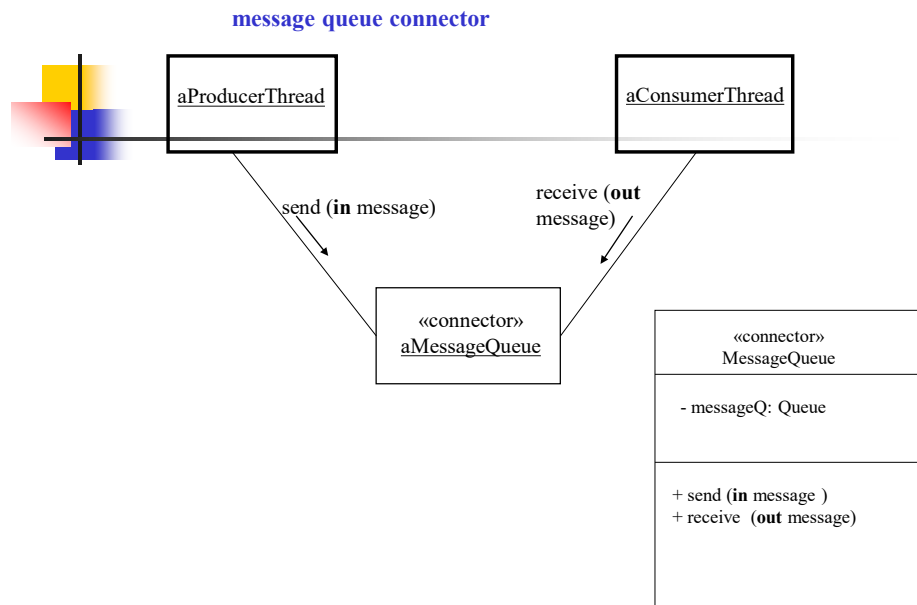 message queue connector
aProducerThread
aConsumerThread
send (in message)
receive (out
message)
«connector»
aMessageQueue
«connector»
MessageQueue
- messageQ: Queue
+ send (in message )
+ receive (out message)